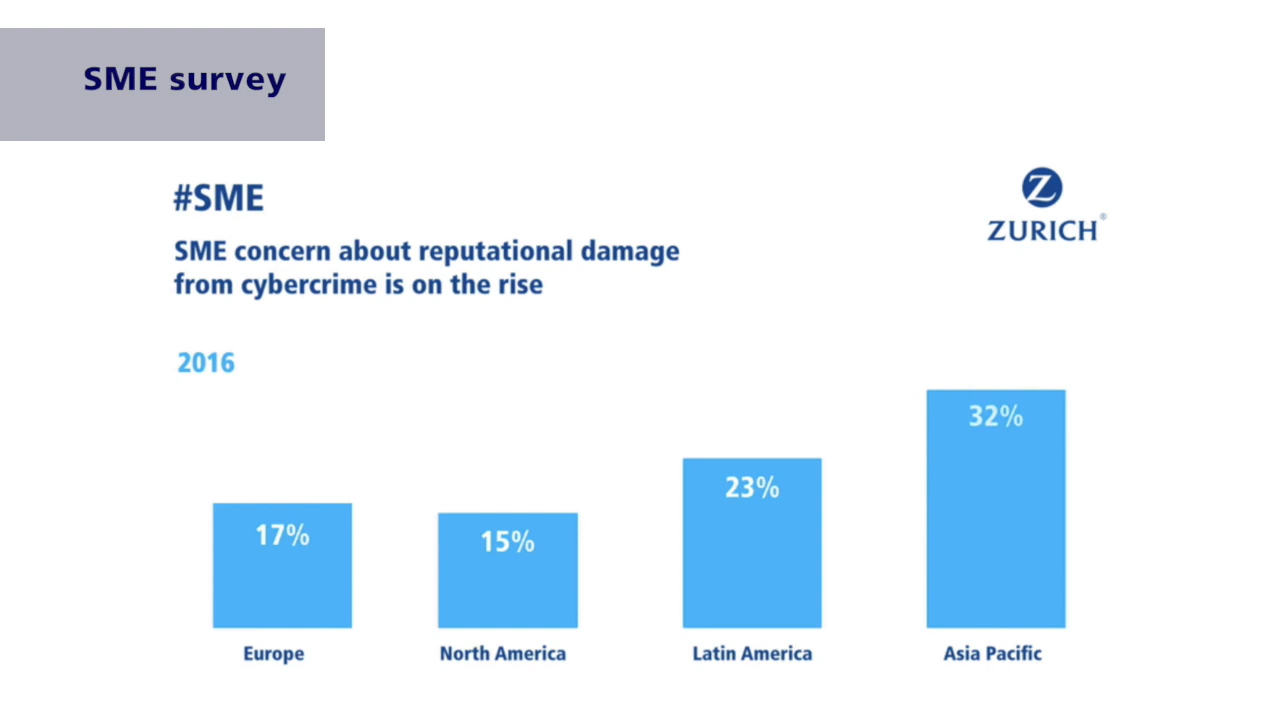 SME survey
#SME
Z
ZURICH®
SME concern about reputational damage
from cybercrime is on the rise
2016
17%
15%
23%
32%
Europe
North America
Latin America
Asia Pacific